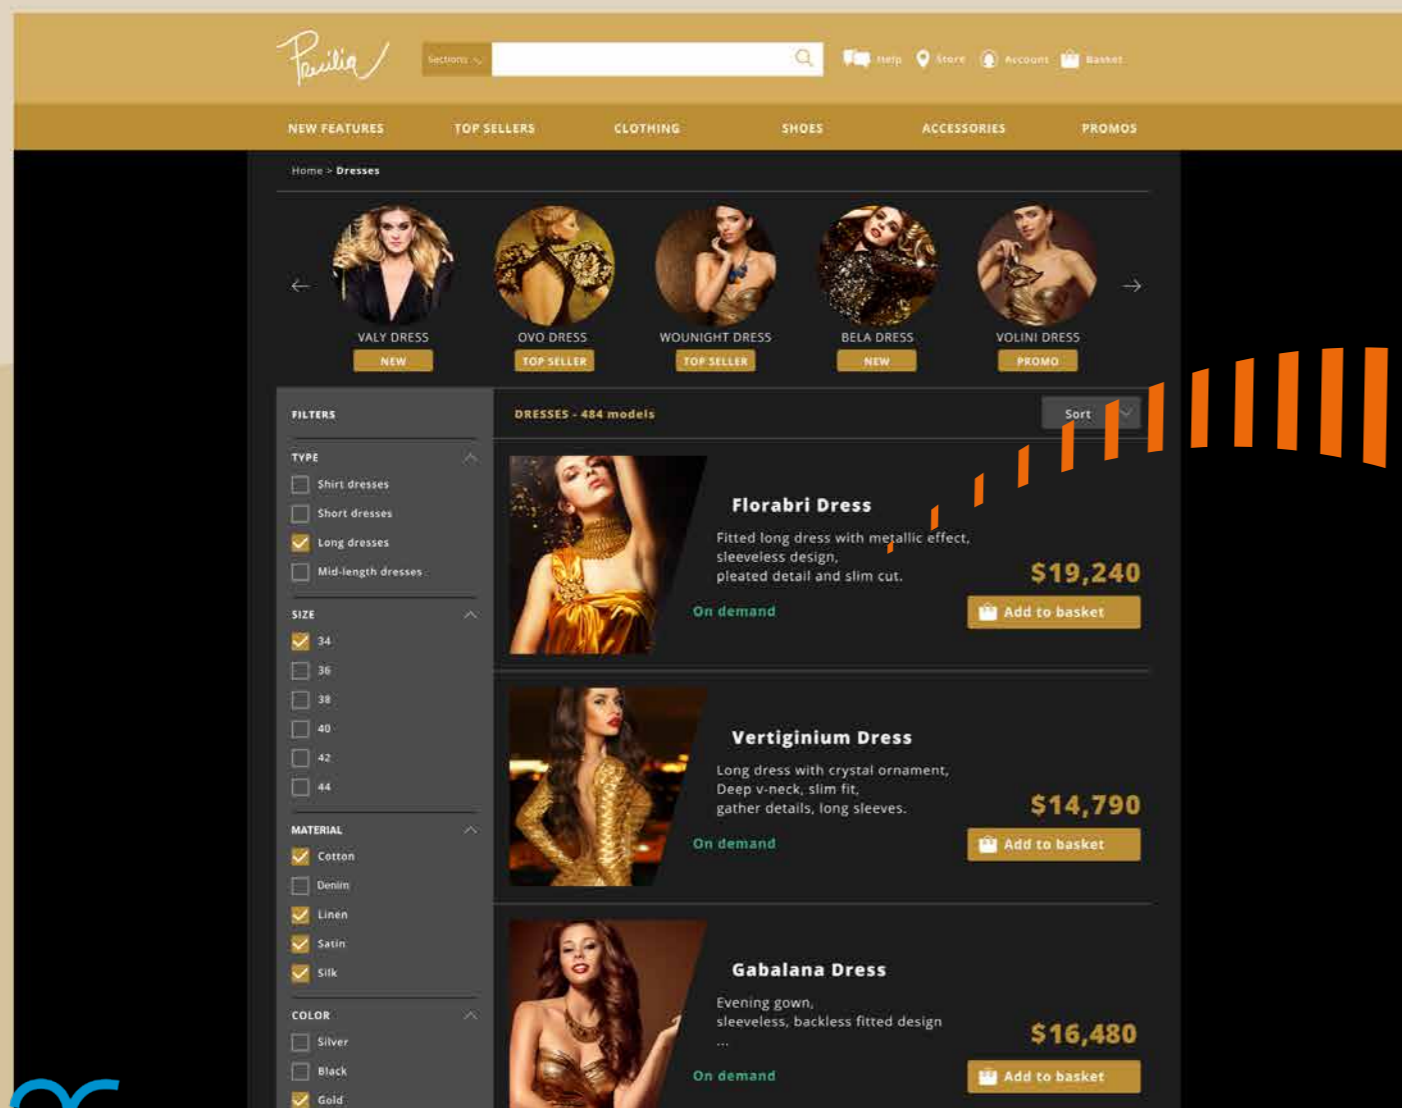 Pecilia
Sections
Help
Store
Account
Basket
NEW FEATURES
TOP SELLERS
CLOTHING
SHOES
ACCESSORIES
PROMOS
Home > Dresses
VALY DRESS
NEW
OVO DRESS
TOP SELLER
WOUNIGHT DRESS
TOP SELLER
BELA DRESS
NEW
VOLINI DRESS
PROMO
FILTERS
TYPE
Shirt dresses
Short dresses
Long dresses
Mid-length dresses
SIZE
34
36
38
40
42
44
MATERIAL
Cotton
Denim
Linen
Satin
Silk
COLOR
Silver
Black
Gold
DRESSES - 484 models
Sort
Florabri Dress
Fitted long dress with metallic effect,
sleeveless design,
pleated detail and slim cut.
On demand
$19,240
Add to basket
Vertiginium Dress
Long dress with crystal ornament,
Deep v-neck, slim fit,
gather details, long sleeves.
On demand
$14,790
Add to basket
Gabalana Dress
Evening gown,
sleeveless, backless fitted design
...
On demand
$16,480
Add to basket